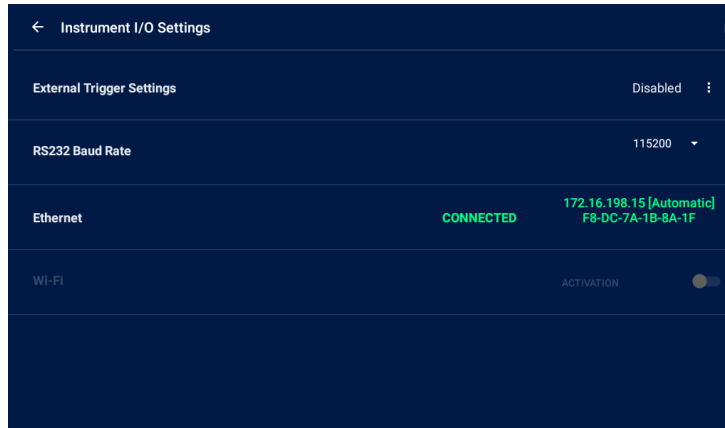 Instrument I/O Settings
External Trigger Settings Disabled
RS232 Baud Rate 115200
Ethernet CONNECTED 172.16.198.15 [Automatic]
F8-DC-7A-1B-8A-1F
Wi-Fi ACTIVATION